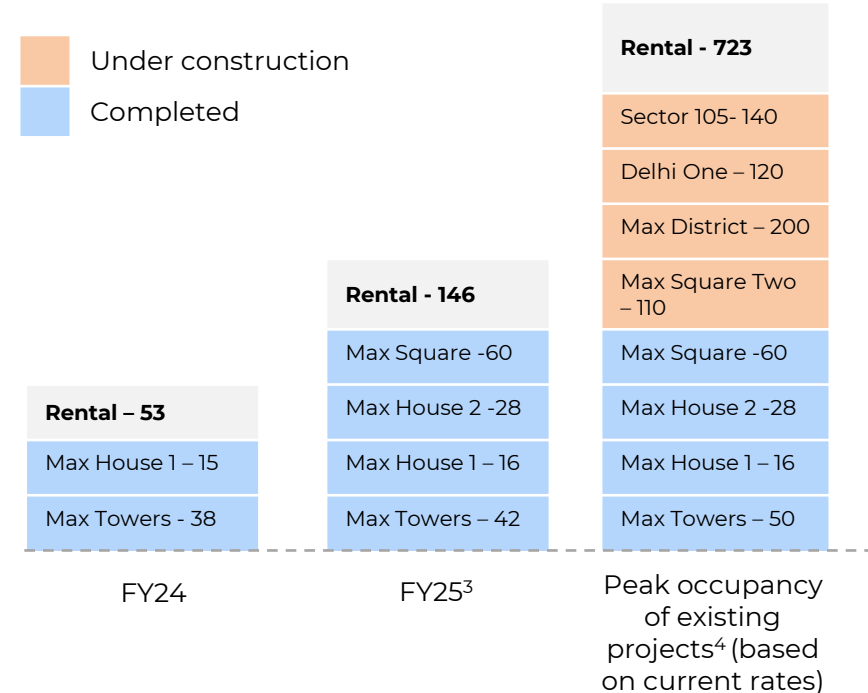 Under construction
Completed
Rental – 53
Max House 1 – 15
Max Towers - 38
FY24
Rental - 146
Max Square -60
Max House 2 -28
Max House 1 – 16
Max Towers – 42
FY25³
Rental - 723
Sector 105- 140
Delhi One – 120
Max District – 200
Max Square Two
– 110
Max Square -60
Max House 2 -28
Max House 1 – 16
Max Towers – 50
Peak occupancy
of existing
projects⁴ (based
on current rates)